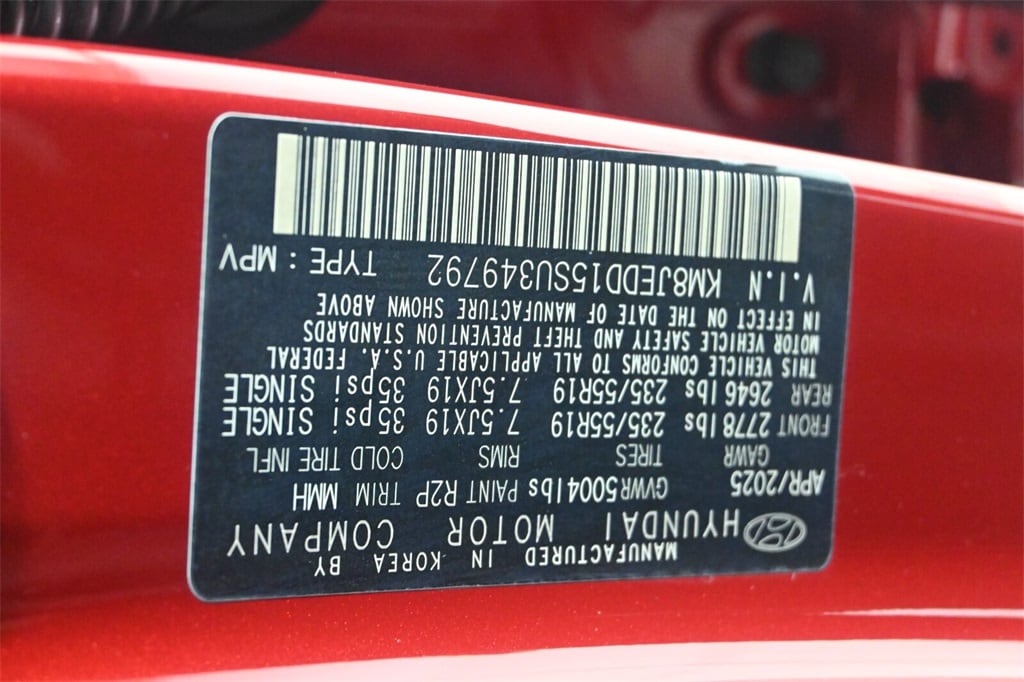 MANUFACTURED IN KOREA BY
HYUNDAI MOTOR COMPANY
APR/2025 GVWR 5004lbs PAINT R2P TRIM MMH
GAWR TIRES RIMS COLD TIRE INFL
FRONT 2778lbs 235/55R19 7.5JX19 35psi SINGLE
REAR 2646lbs 235/55R19 7.5JX19 35psi SINGLE
THIS VEHICLE CONFORMS TO ALL APPLICABLE U.S.A. FEDERAL
MOTOR VEHICLE SAFETY AND THEFT PREVENTION STANDARDS
IN EFFECT ON THE DATE OF MANUFACTURE SHOWN ABOVE
V.I.N KM8JEDD15SU349792 TYPE : MPV